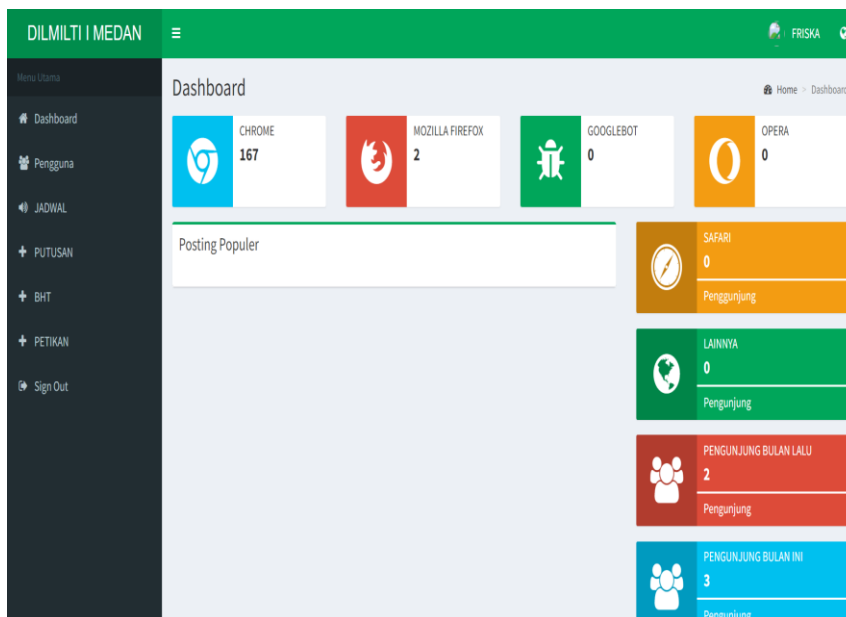 DILMILTI I MEDAN
FRISKA
Menu Utama
Dashboard
Pengguna
JADWAL
PUTUSAN
BHT
PETIKAN
Sign Out
Dashboard
Home > Dashboard
CHROME
167
MOZILLA FIREFOX
2
GOOGLEBOT
0
OPERA
0
Posting Populer
SAFARI
0
Penggunjung
LAINNYA
0
Pengunjung
PENGUNJUNG BULAN LALU
2
Pengunjung
PENGUNJUNG BULAN INI
3
Pengunjung